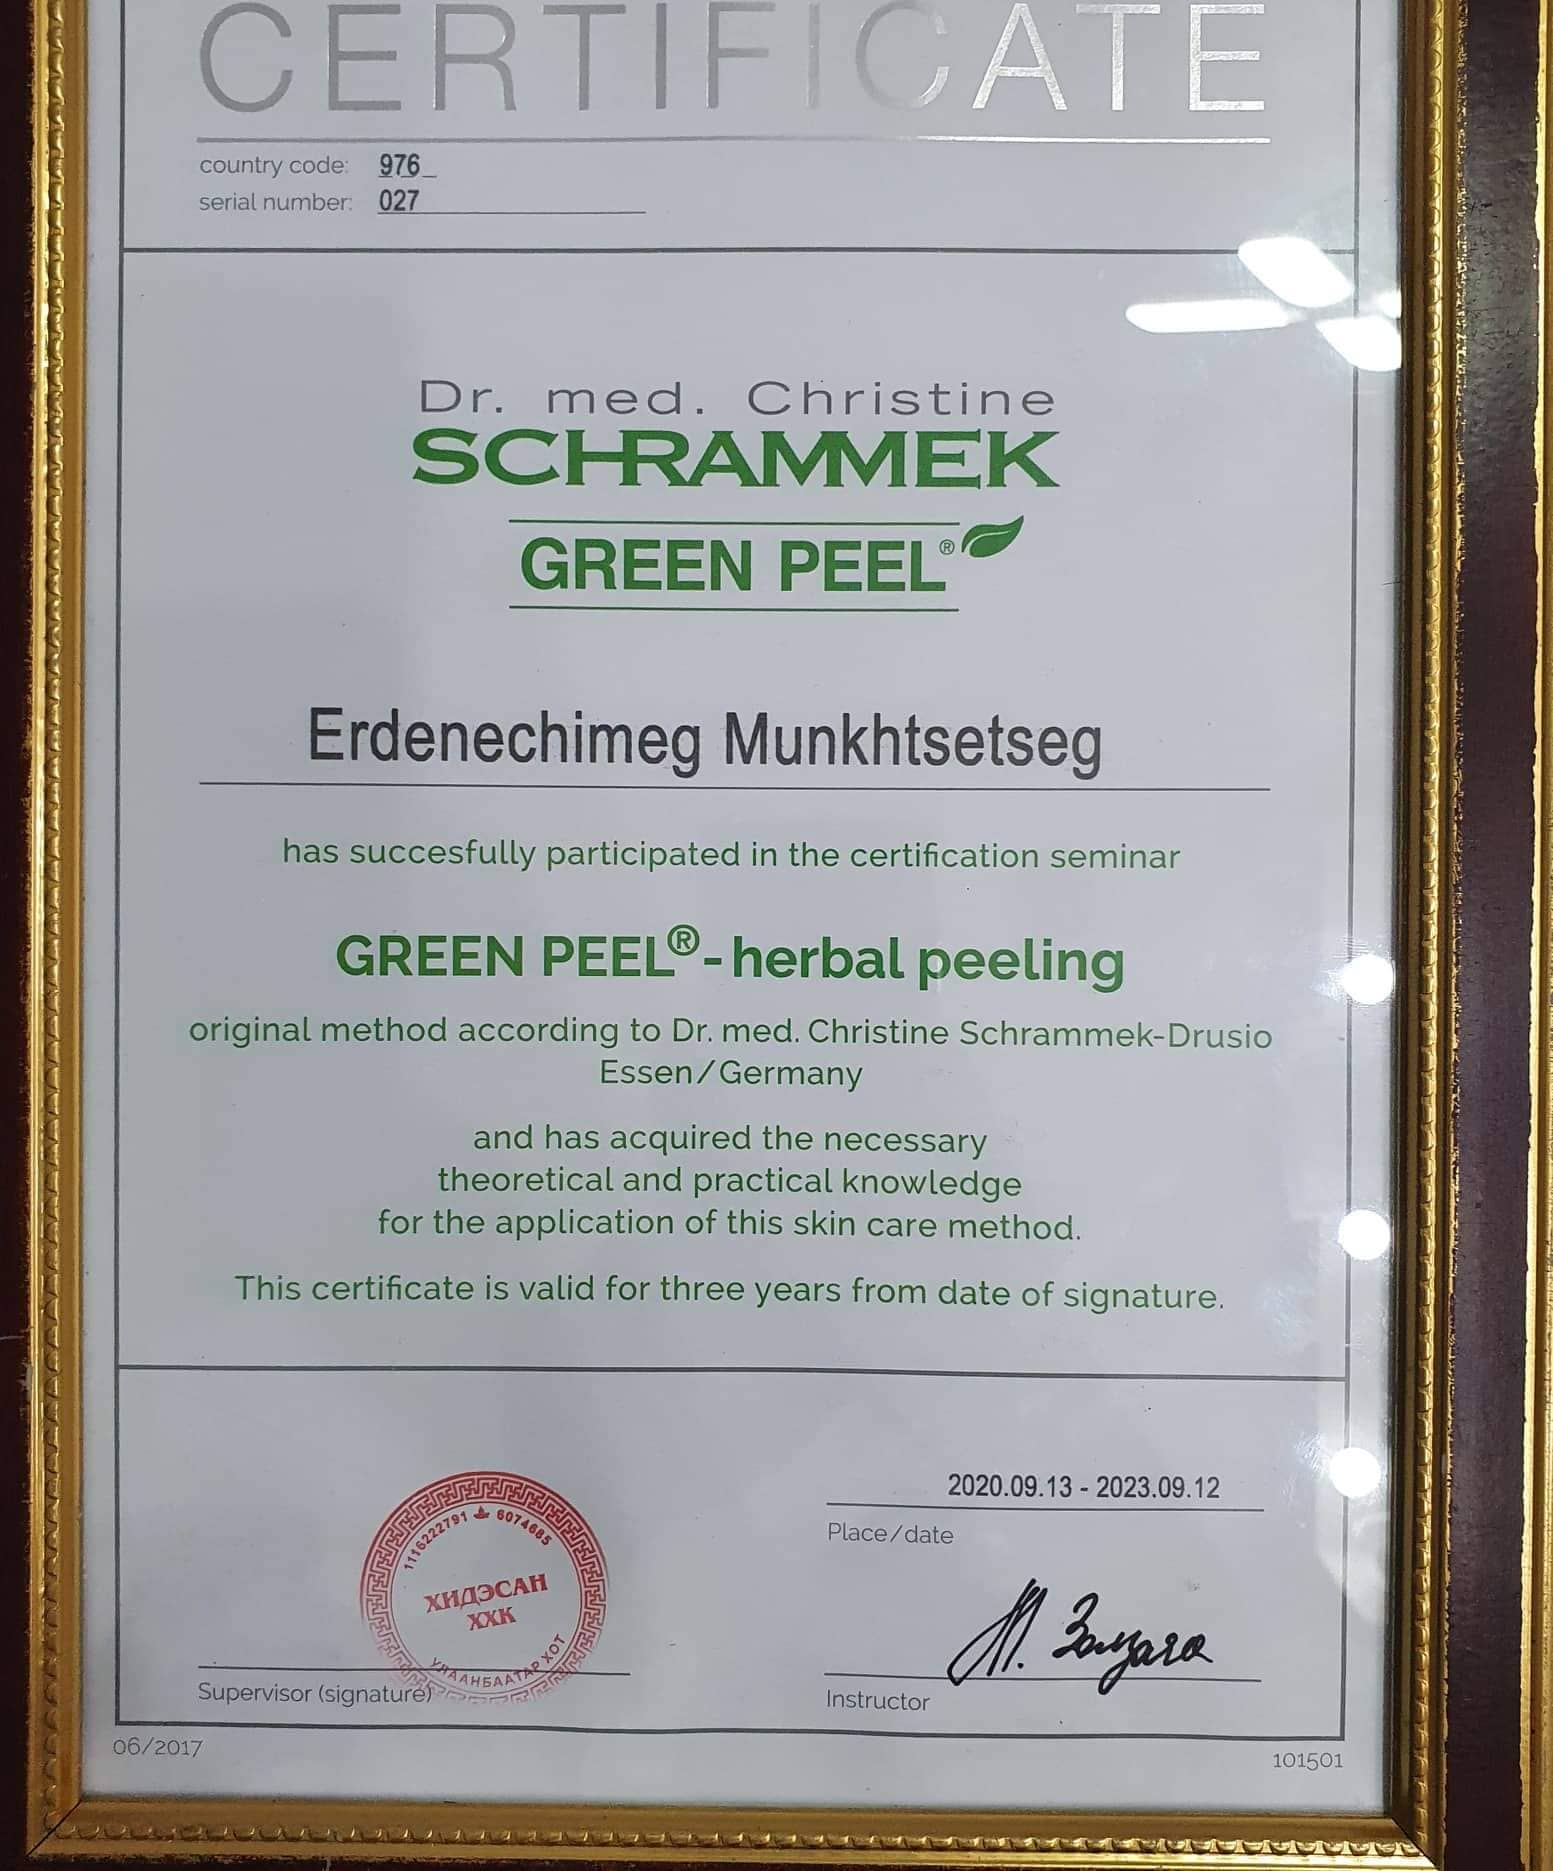 CERTIFICATE
country code: 976
serial number: 027
Dr. med. Christine
SCHRAMMEK
GREEN PEEL®
Erdenechimeg Munkhtsetseg
has succesfully participated in the certification seminar
GREEN PEEL®-herbal peeling
original method according to Dr. med. Christine Schrammek-Drusio
Essen/Germany
and has acquired the necessary
theoretical and practical knowledge
for the application of this skin care method.
This certificate is valid for three years from date of signature.
2020.09.13 - 2023.09.12
Place/date
1116222791 6074685
ХИДЭСАН
ХХК
УЛААНБААТАР ХОТ
Supervisor (signature)
Instructor
06/2017
101501